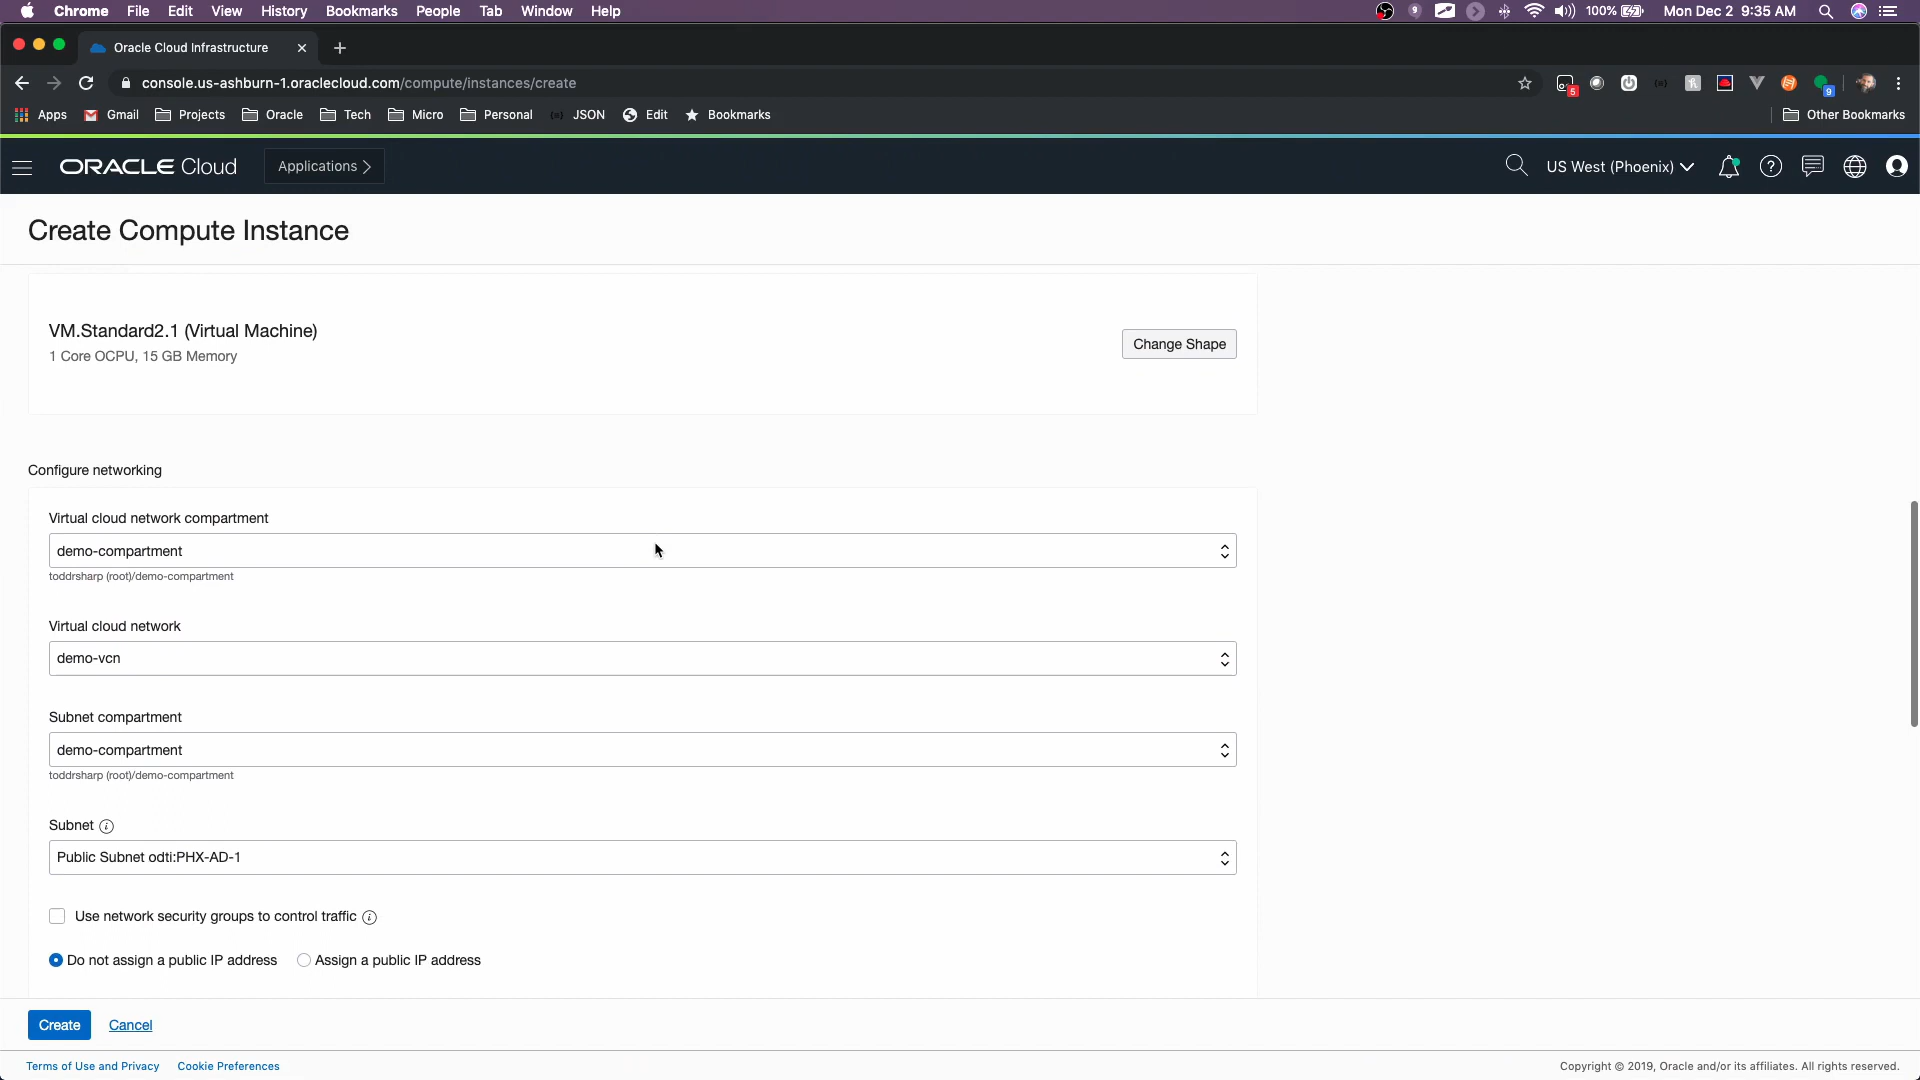 Chrome File Edit View History Bookmarks People Tab Window Help 9 100% Mon Dec 2 9:35 AM
Oracle Cloud Infrastructure
console.us-ashburn-1.oraclecloud.com/compute/instances/create 5 9
Apps Gmail Projects Oracle Tech Micro Personal JSON Edit Bookmarks Other Bookmarks
ORACLE Cloud Applications US West (Phoenix)
Create Compute Instance
VM.Standard2.1 (Virtual Machine)
1 Core OCPU, 15 GB Memory
Change Shape
Configure networking
Virtual cloud network compartment
demo-compartment
toddrsharp (root)/demo-compartment
Virtual cloud network
demo-vcn
Subnet compartment
demo-compartment
toddrsharp (root)/demo-compartment
Subnet
Public Subnet odti:PHX-AD-1
Use network security groups to control traffic
Do not assign a public IP address Assign a public IP address
Create Cancel
Terms of Use and Privacy Cookie Preferences Copyright © 2019, Oracle and/or its affiliates. All rights reserved.